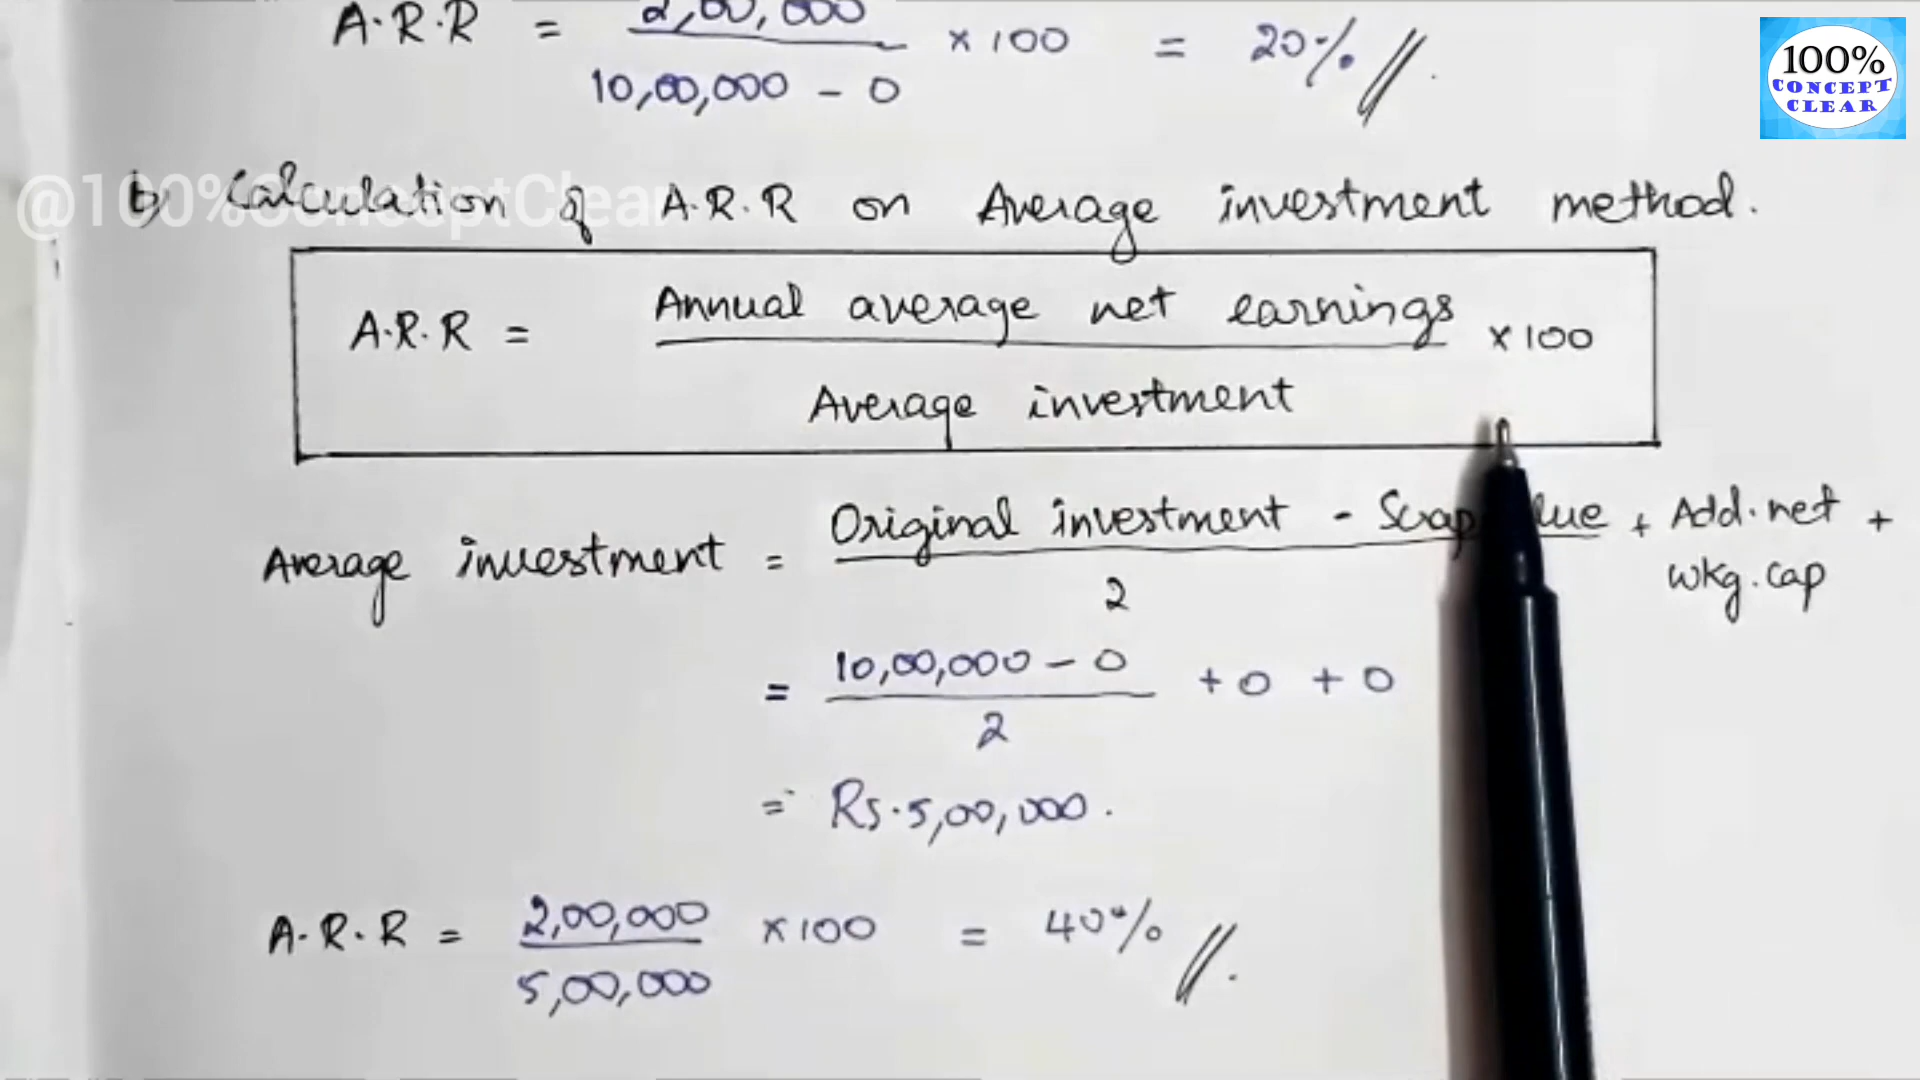 A.R.R = 2,00,000 / 10,00,000 - 0 × 100 = 20% //.
100%
CONCEPT
CLEAR
@100%ConceptClear
b) Calculation of A.R.R on Average investment method.
A.R.R = Annual average net earnings / Average investment × 100
Average investment = Original investment - Scrap / 2 + Add. net wkg. cap +
= 10,00,000 - 0 / 2 + 0 + 0
= Rs. 5,00,000.
A.R.R = 2,00,000 / 5,00,000 × 100 = 40% //.